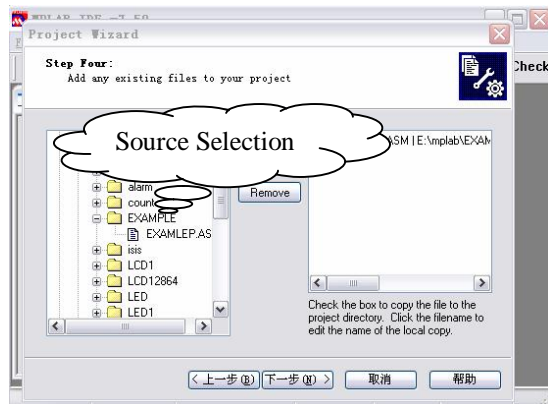 MPLAB IDE v7.50
Project Wizard
Check
Step Four:
Add any existing files to your project
Source Selection
ASM | E:\mplab\EXAM
alarm
count
Remove
EXAMPLE
EXAMLEP.AS
isis
LCD1
LCD12864
LED
LED1
Check the box to copy the file to the
project directory. Click the filename to
edit the name of the local copy.
< 上一步(B)
下一步(N) >
取消
帮助